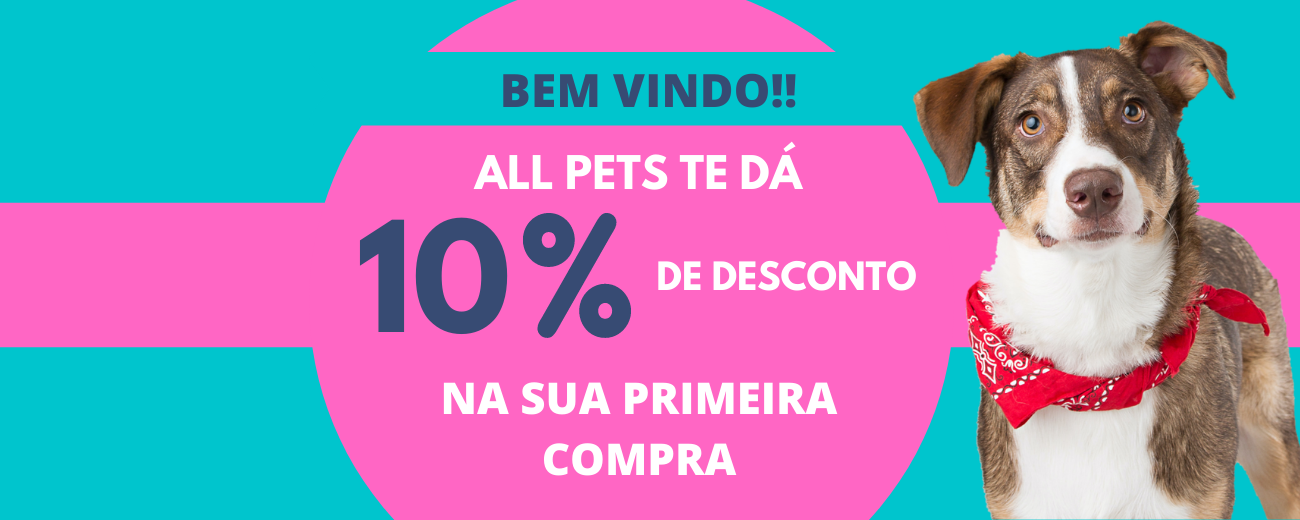 BEM VINDO!!
ALL PETS TE DÁ
10% DE DESCONTO
NA SUA PRIMEIRA
COMPRA